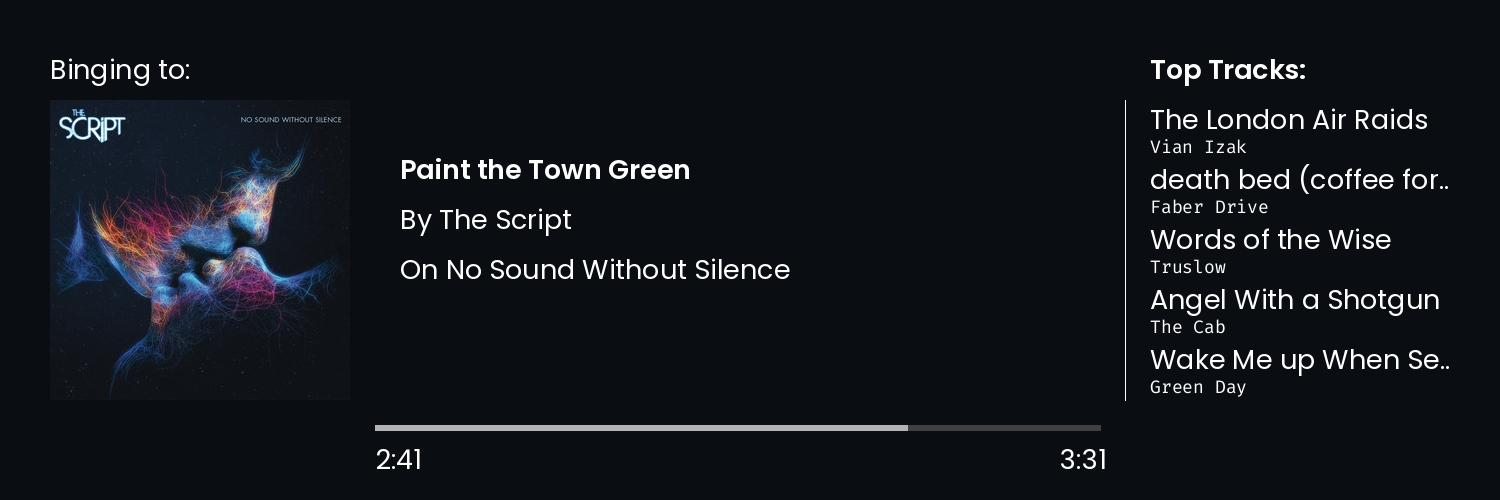 Binging to:
THE
SCRIPT
NO SOUND WITHOUT SILENCE
Paint the Town Green
By The Script
On No Sound Without Silence
2:41
3:31
Top Tracks:
The London Air Raids
Vian Izak
death bed (coffee for..
Faber Drive
Words of the Wise
Truslow
Angel With a Shotgun
The Cab
Wake Me up When Se..
Green Day